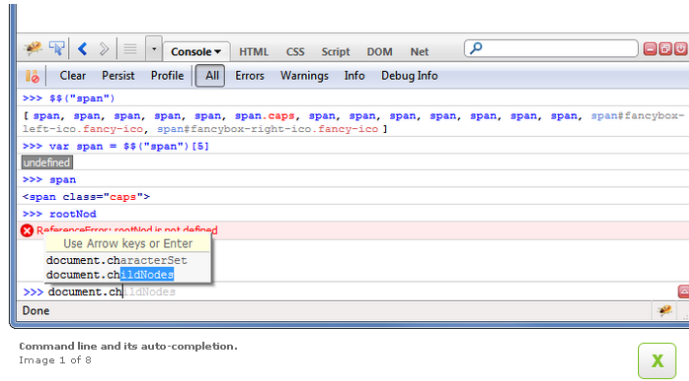 Console HTML CSS Script DOM Net
Clear Persist Profile All Errors Warnings Info Debug Info
>>> $$("span")
[ span, span, span, span, span, span.caps, span, span, span, span, span, span, span, span#fancybox-
left-ico.fancy-ico, span#fancybox-right-ico.fancy-ico ]
>>> var span = $$("span")[5]
undefined
>>> span
<span class="caps">
>>> rootNod
ReferenceError: rootNod is not defined
Use Arrow keys or Enter
document.characterSet
document.childNodes
>>> document.childNodes
Done
Command line and its auto-completion.
Image 1 of 8
X